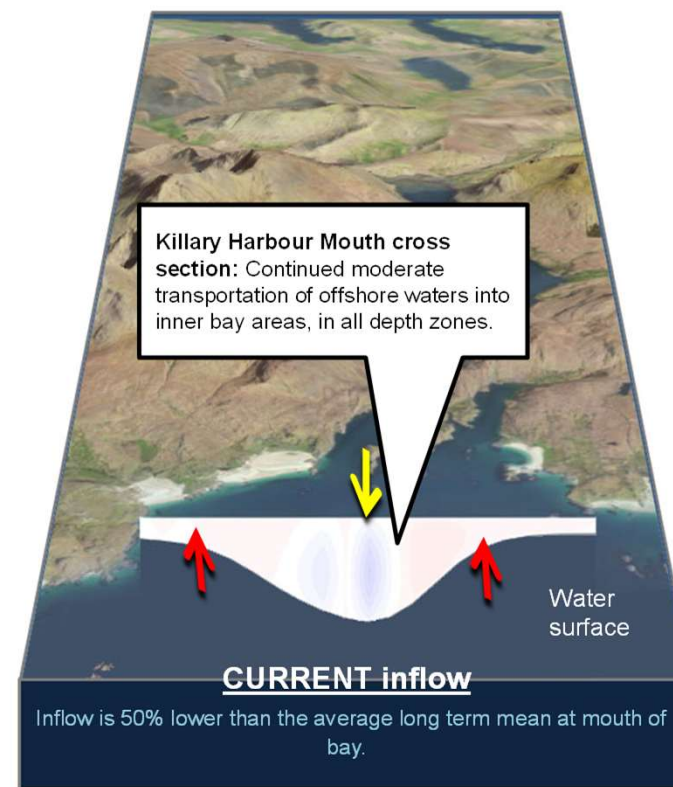 Killary Harbour Mouth cross
section: Continued moderate
transportation of offshore waters into
inner bay areas, in all depth zones.
Water
surface
CURRENT inflow
Inflow is 50% lower than the average long term mean at mouth of
bay.